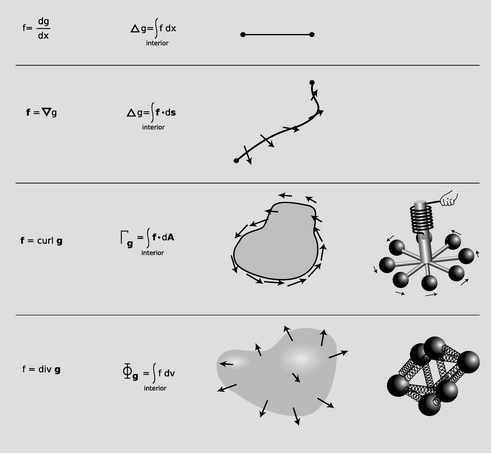 f= dg/dx
Δg=∫f dx
interior
f = ∇g
Δg=∫f•ds
interior
f = curl g
Γg =∫f•dA
interior
f = div g
Φg =∫f dv
interior